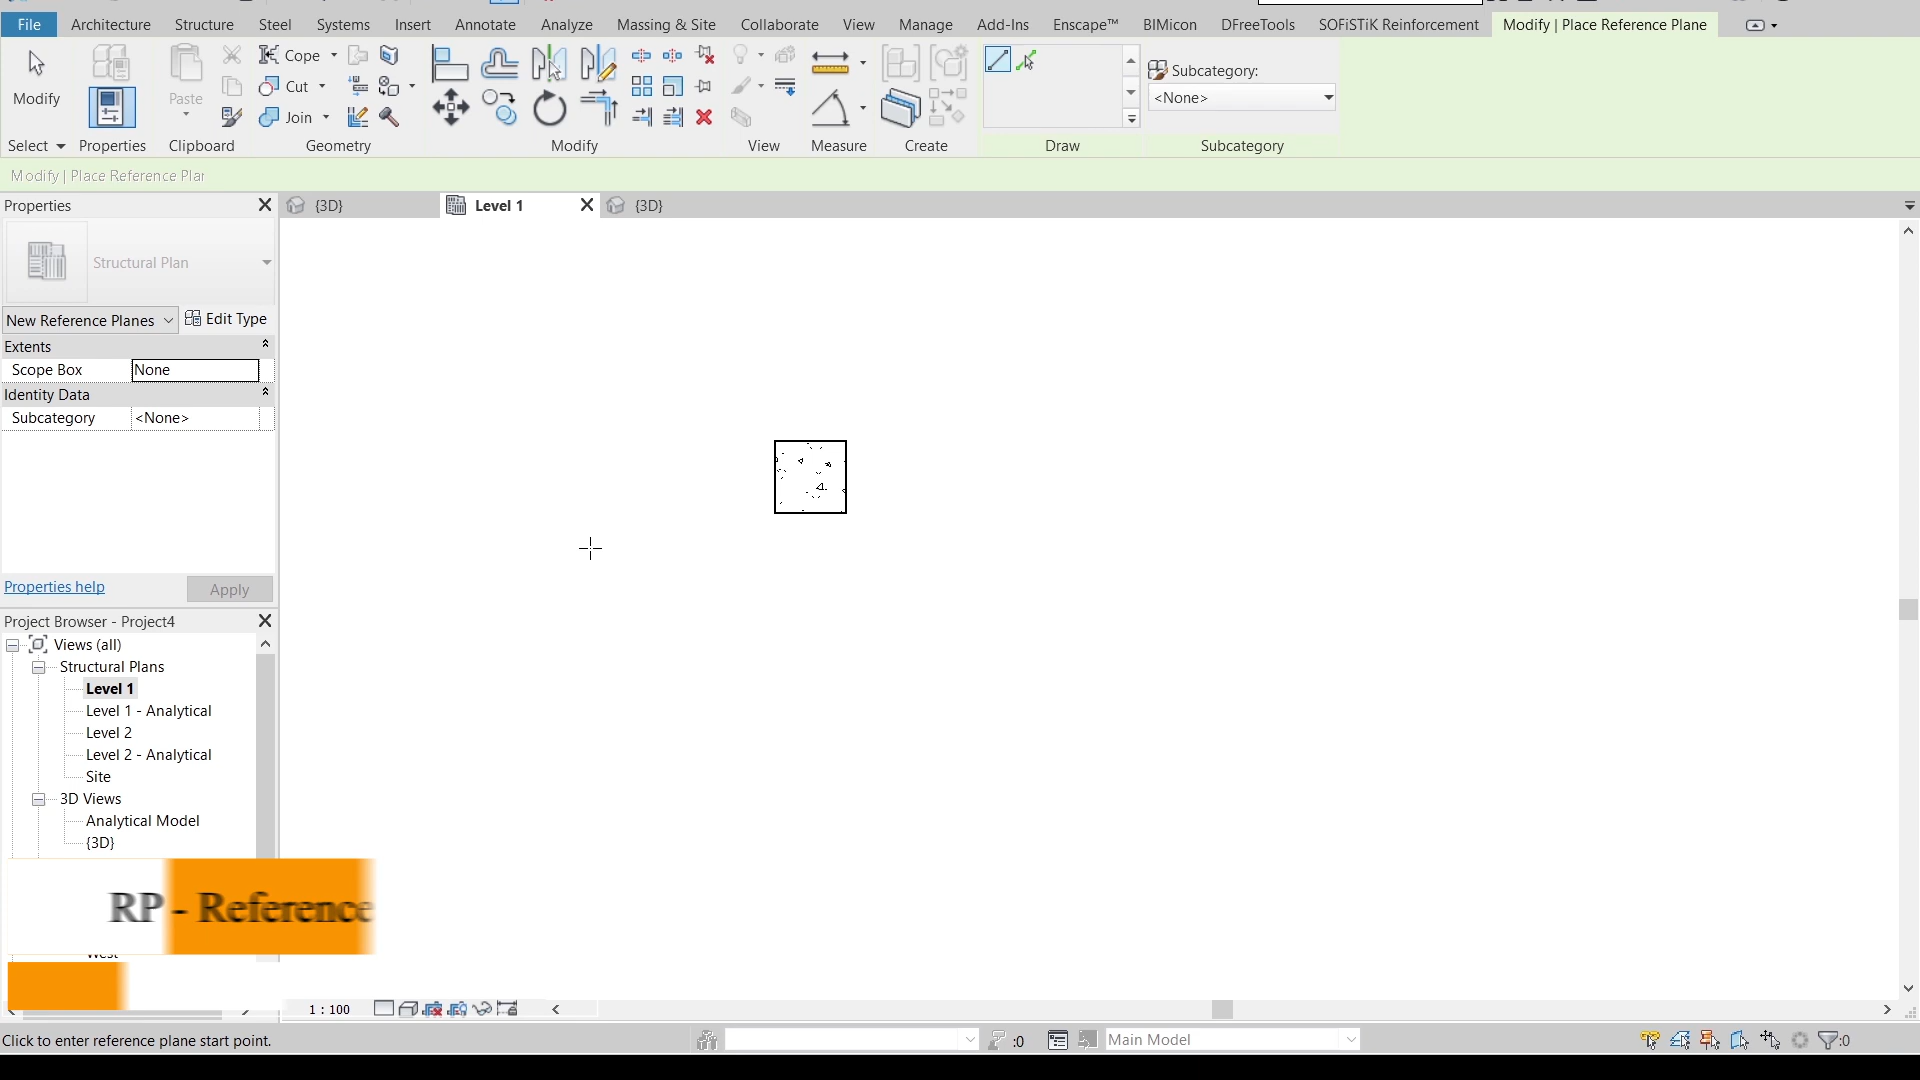 File Architecture Structure Steel Systems Insert Annotate Analyze Massing & Site Collaborate View Manage Add-Ins Enscape™ BIMicon DFreeTools SOFiSTiK Reinforcement Modify | Place Reference Plane
Modify
Paste
Cope
Cut
Join
Subcategory:
<None>
Select Properties Clipboard Geometry Modify View Measure Create Draw Subcategory
Modify | Place Reference Plan
Properties
{3D}
Level 1
{3D}
Structural Plan
New Reference Planes
Edit Type
Extents
Scope Box None
Identity Data
Subcategory <None>
Properties help
Apply
Project Browser - Project4
Views (all)
Structural Plans
Level 1
Level 1 - Analytical
Level 2
Level 2 - Analytical
Site
3D Views
Analytical Model
{3D}
RP - Reference
West
1 : 100
Click to enter reference plane start point.
:0
Main Model
:0